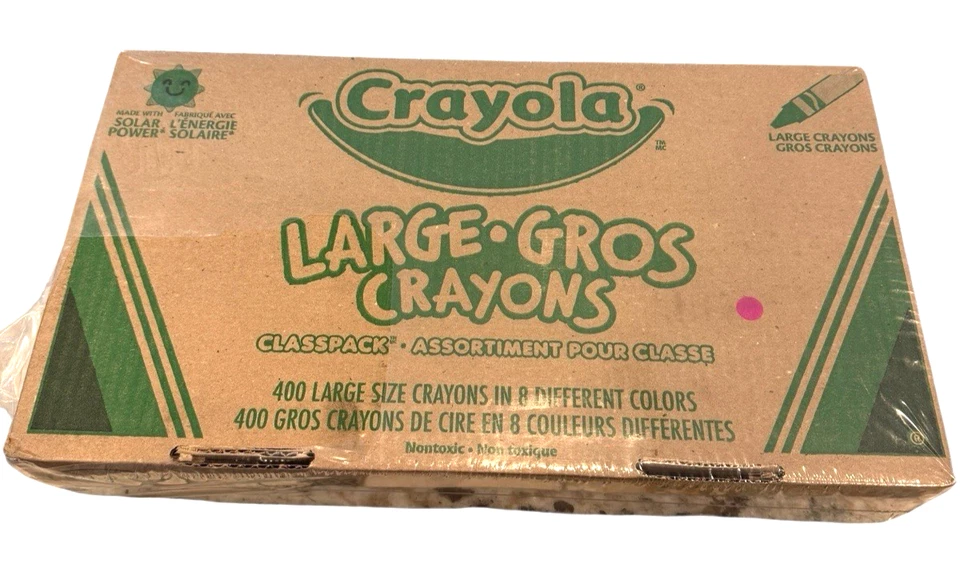 Crayola®
™
MC
MADE WITH FABRIQUÉ AVEC
SOLAR L'ÉNERGIE
POWER* SOLAIRE*
LARGE CRAYONS
GROS CRAYONS
LARGE•GROS
CRAYONS
CLASSPACK • ASSORTIMENT POUR CLASSE
400 LARGE SIZE CRAYONS IN 8 DIFFERENT COLORS
400 GROS CRAYONS DE CIRE EN 8 COULEURS DIFFÉRENTES
Nontoxic • Non toxique
®